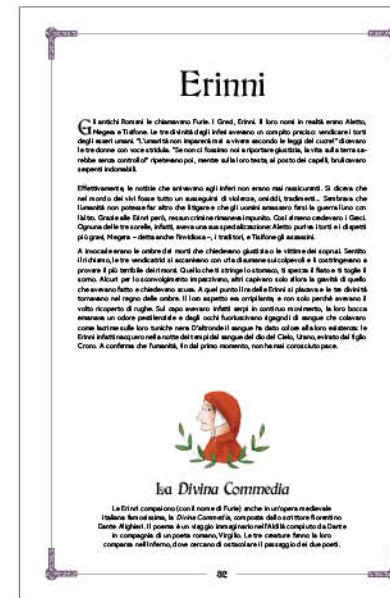 Erinni
Gli antichi Romani le chiamavano Furie. I Greci, Erinni. Il loro nomi in realtà erano Aletto,
Megera e Tisifone. Le tre divinità degli inferi avevano un compito preciso: vendicare i torti
degli esseri umani. "L'umanità non imparerà mai a vivere secondo le leggi del cuore!" dicevano
le tre donne con voce stridula. "Se non ci fossimo noi a riportare giustizia, la vita sulla terra sa-
rebbe senza controllo!" ripetevano poi, mentre sulla loro testa, al posto dei capelli, brulicavano
serpenti indomabili.
Effettivamente, le notizie che arrivavano agli inferi non erano mai rassicuranti. Si diceva che
nel mondo dei vivi fosse tutto un susseguirsi di violenze, omicidi, tradimenti... Sembrava che
l'umanità non potesse far altro che litigare e che gli uomini amassero farsi la guerra l'uno con
l'altro. Grazie alle Erinni però, nessun crimine rimaneva impunito. Così almeno credevano i Greci.
Ognuna delle tre sorelle, infatti, aveva una sua specializzazione: Aletto puniva i torti e i dispetti
più gravi, Megera – detta anche l'invidiosa –, i traditori, e Tisifone gli assassini.
A invocarle erano le ombre dei morti che chiedevano giustizia o le vittime dei soprusi. Sentito
il richiamo, le tre vendicatrici si accanivano con urla disumane sui colpevoli e li costringevano a
provare il più terribile dei rimorsi. Quello che ti stringe lo stomaco, ti spezza il fiato e ti toglie il
sonno. Alcuni per lo sconvolgimento impazzivano, altri capivano solo allora la gravità di quello
che avevano fatto e chiedevano scusa. A quel punto l'ira delle Erinni si placava e le tre divinità
tornavano nel regno delle ombre. Il loro aspetto era orripilante, e non solo perché avevano il
volto ricoperto di rughe. Sul capo avevano infatti serpi in continuo movimento, la loro bocca
emanava un odore pestilenziale e dagli occhi fuoriuscivano rigagnoli di sangue che colavano
come lacrime sulle loro tuniche nere. D'altronde il sangue ha dato colore alla loro esistenza: le
Erinni infatti nacquero nella notte dei tempi dal sangue del dio del Cielo, Urano, evirato dal figlio
Crono. A conferma che l'umanità, fin dal primo momento, non ha mai conosciuto pace.
La Divina Commedia
Le Erinni compaiono (con il nome di Furie) anche in un'opera medievale
italiana famosissima, la Divina Commedia, composta dallo scrittore fiorentino
Dante Alighieri. Il poema è un viaggio immaginario nell'Aldilà compiuto da Dante
in compagnia di un poeta romano, Virgilio. Le tre creature fanno la loro
comparsa nell'Inferno, dove cercano di ostacolare il passaggio dei due poeti.
32